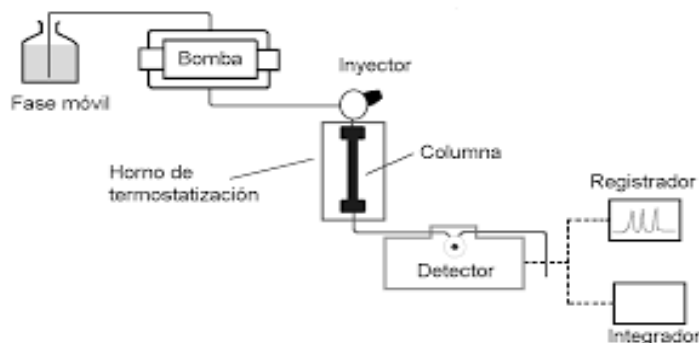 Bomba
Inyector
Fase móvil
Horno de
termostatización
Columna
Registrador
Detector
Integrador